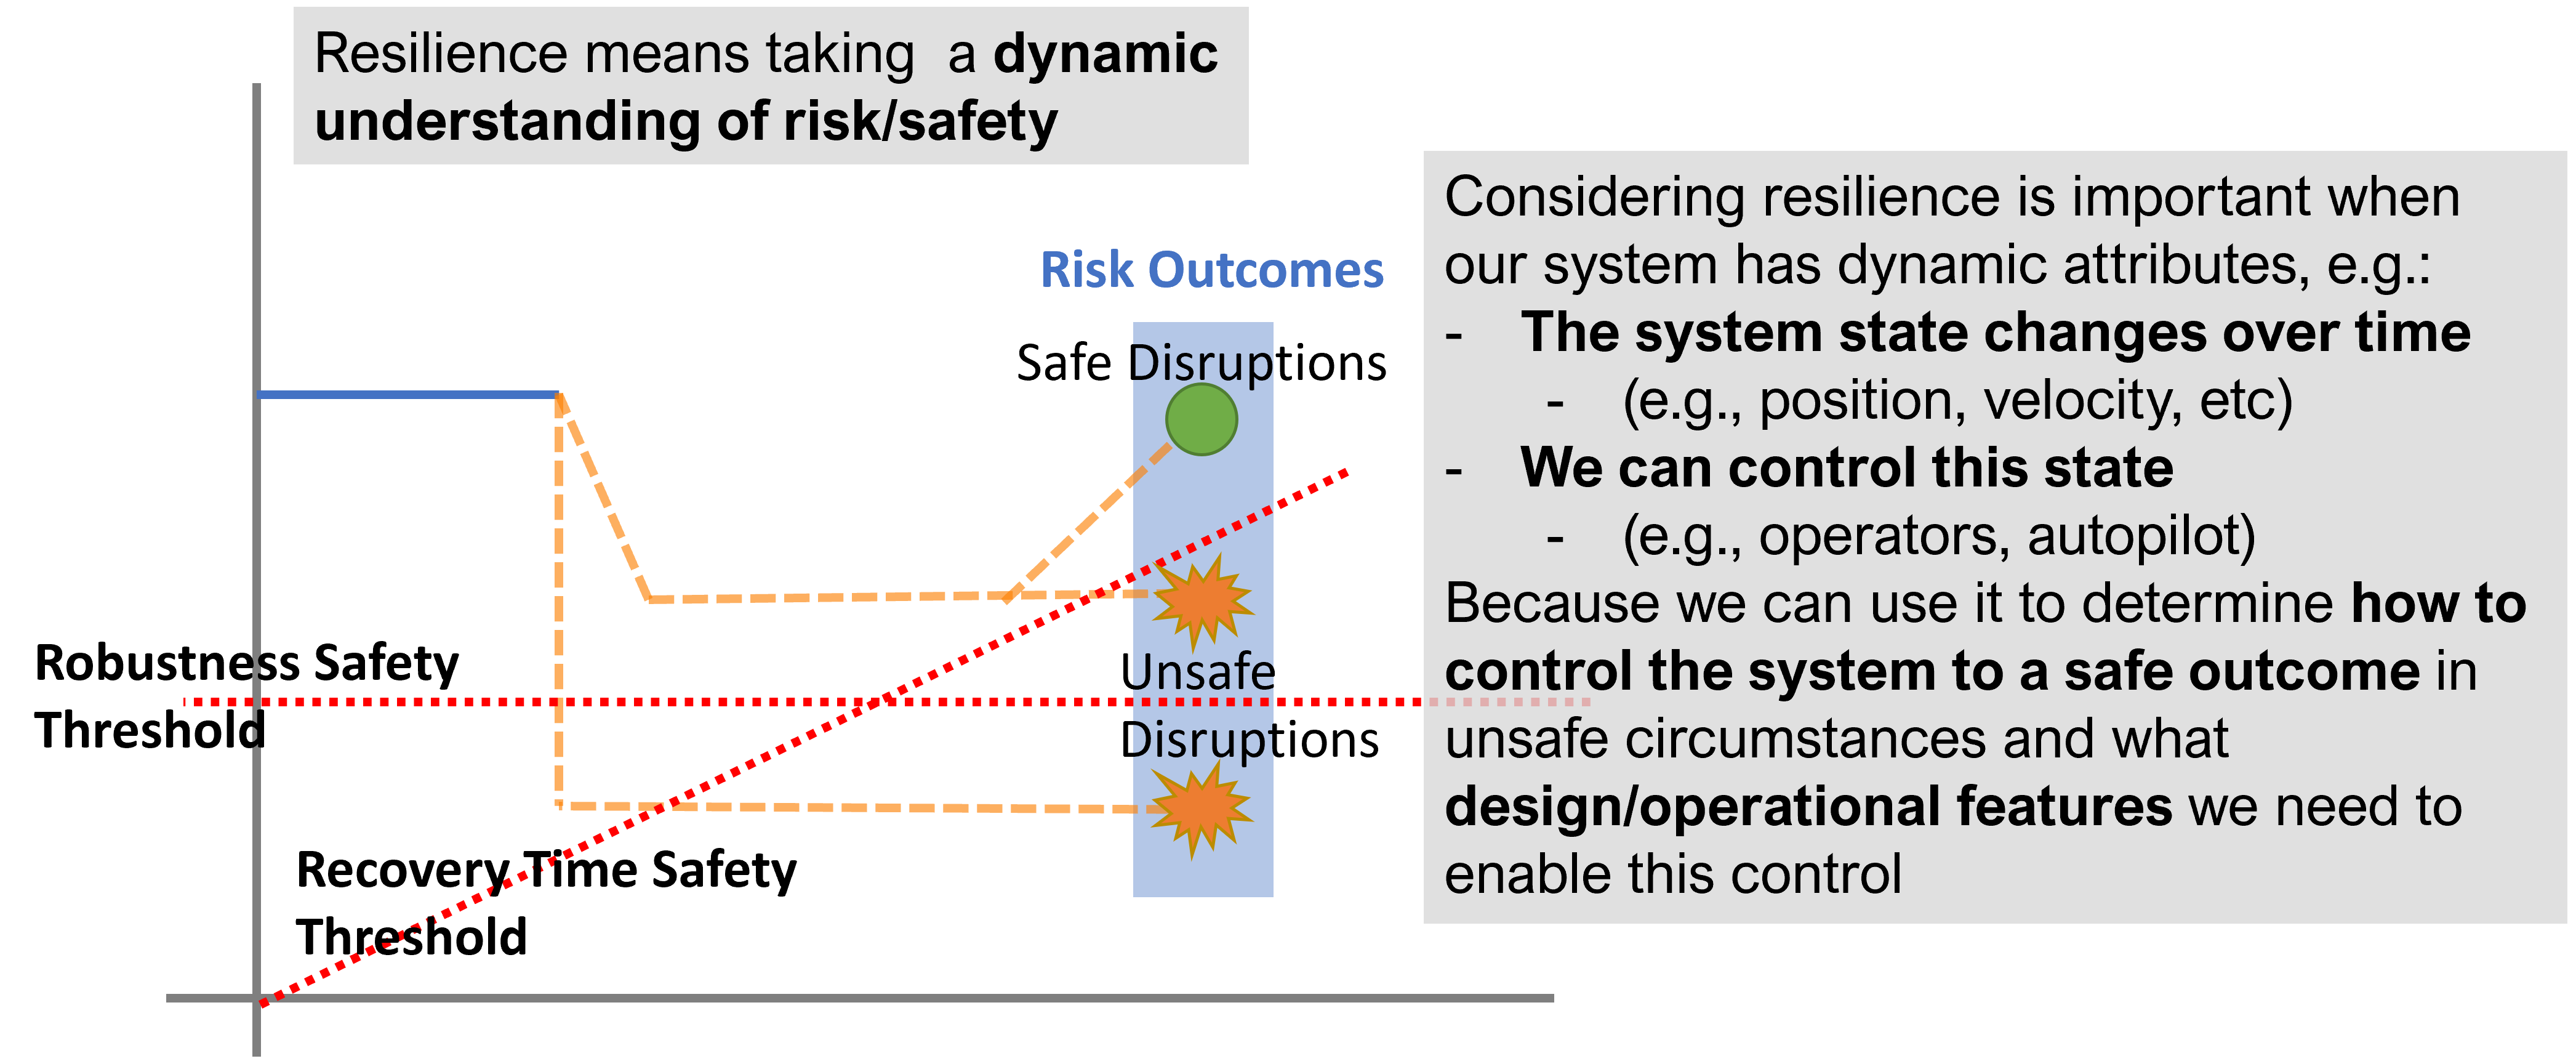 Resilience means taking  a dynamic
understanding of risk/safety
Risk Outcomes
Safe Disruptions
Robustness Safety
Threshold
Unsafe
Disruptions
Recovery Time Safety
Threshold
Considering resilience is important when
our system has dynamic attributes, e.g.:
- The system state changes over time
- (e.g., position, velocity, etc)
- We can control this state
- (e.g., operators, autopilot)
Because we can use it to determine how to
control the system to a safe outcome in
unsafe circumstances and what
design/operational features we need to
enable this control